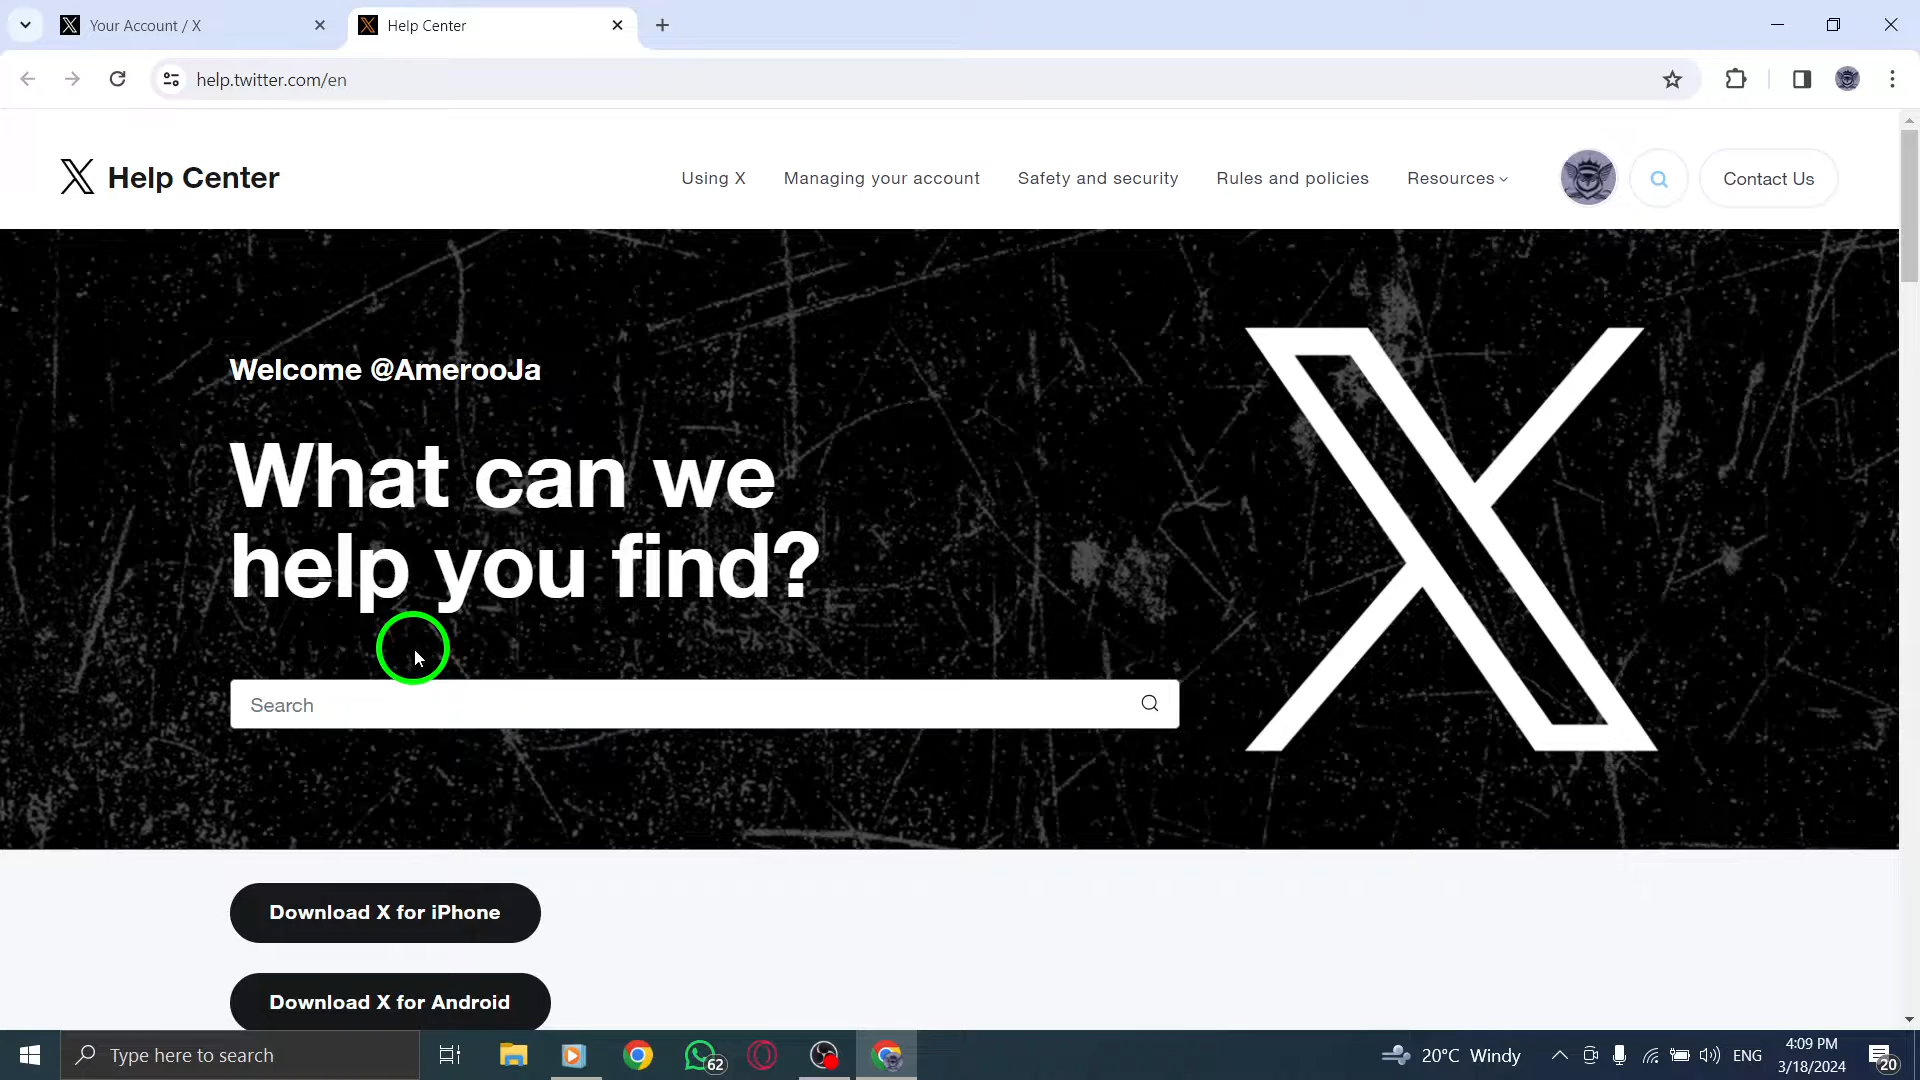 Your Account / X
Help Center
help.twitter.com/en
Help Center
Using X
Managing your account
Safety and security
Rules and policies
Resources
Contact Us
Welcome @AmerooJa
What can we
help you find?
Search
Download X for iPhone
Download X for Android
Type here to search
62
20°C Windy
ENG
4:09 PM
3/18/2024
20